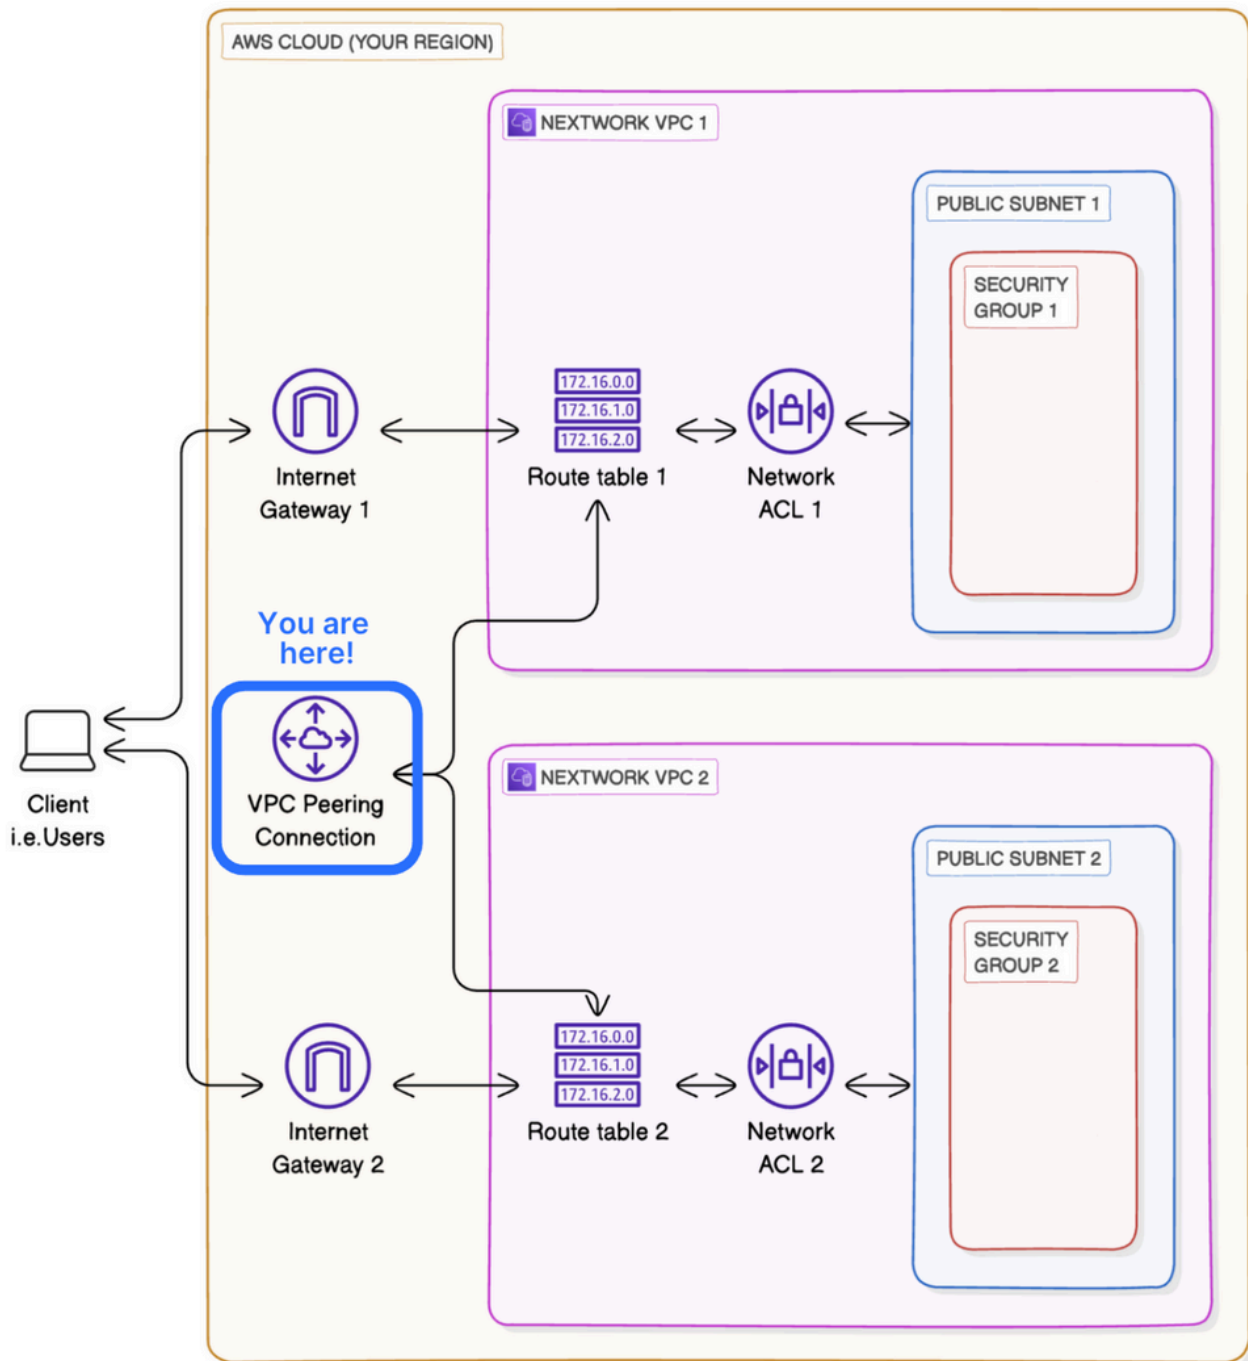 AWS CLOUD (YOUR REGION)
NEXTWORK VPC 1
PUBLIC SUBNET 1
SECURITY
GROUP 1
172.16.0.0
172.16.1.0
172.16.2.0
Internet
Gateway 1
Route table 1
Network
ACL 1
You are
here!
VPC Peering
Connection
Client
i.e.Users
NEXTWORK VPC 2
PUBLIC SUBNET 2
SECURITY
GROUP 2
172.16.0.0
172.16.1.0
172.16.2.0
Internet
Gateway 2
Route table 2
Network
ACL 2